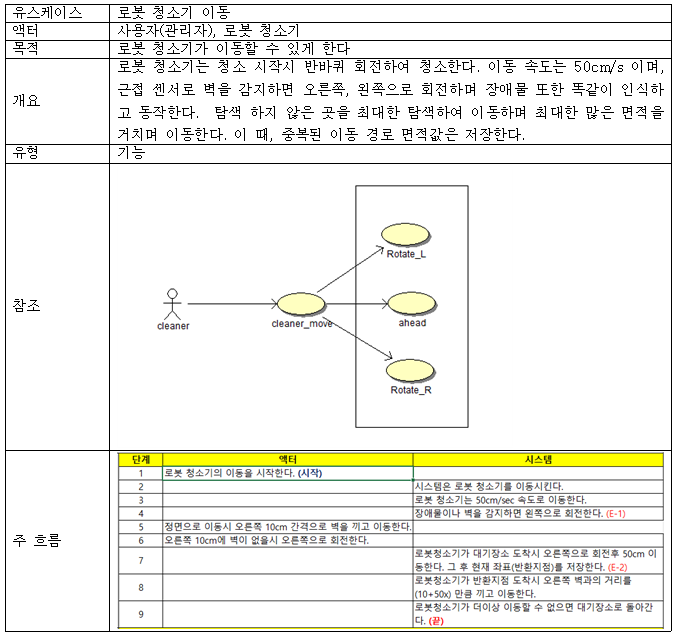 유스케이스 로봇 청소기 이동
액터 사용자(관리자), 로봇 청소기
목적 로봇 청소기가 이동할 수 있게 한다
개요
로봇 청소기는 청소 시작시 반바퀴 회전하여 청소한다. 이동 속도는 50cm/s 이며,
근접 센서로 벽을 감지하면 오른쪽, 왼쪽으로 회전하며 장애물 또한 똑같이 인식하
고 동작한다. 탐색 하지 않은 곳을 최대한 탐색하여 이동하며 최대한 많은 면적을
거치며 이동한다. 이 때, 중복된 이동 경로 면적값은 저장한다.
유형 기능
참조
cleaner
cleaner_move
Rotate_L
ahead
Rotate_R
주 흐름
단계 액터 시스템
1 로봇 청소기의 이동을 시작한다. (시작)
2 시스템은 로봇 청소기를 이동시킨다.
3 로봇 청소기는 50cm/sec 속도로 이동한다.
4 장애물이나 벽을 감지하면 왼쪽으로 회전한다. (E-1)
5 정면으로 이동시 오른쪽 10cm 간격으로 벽을 끼고 이동한다.
6 오른쪽 10cm에 벽이 없을시 오른쪽으로 회전한다.
7 로봇청소기가 대기장소 도착시 오른쪽으로 회전후 50cm 이
동한다. 그 후 현재 좌표(반환지점)를 저장한다. (E-2)
8 로봇청소기가 반환지점 도착시 오른쪽 벽과의 거리를
(10+50x) 만큼 끼고 이동한다.
9 로봇청소기가 더이상 이동할 수 없으면 대기장소로 돌아간
다. (끝)